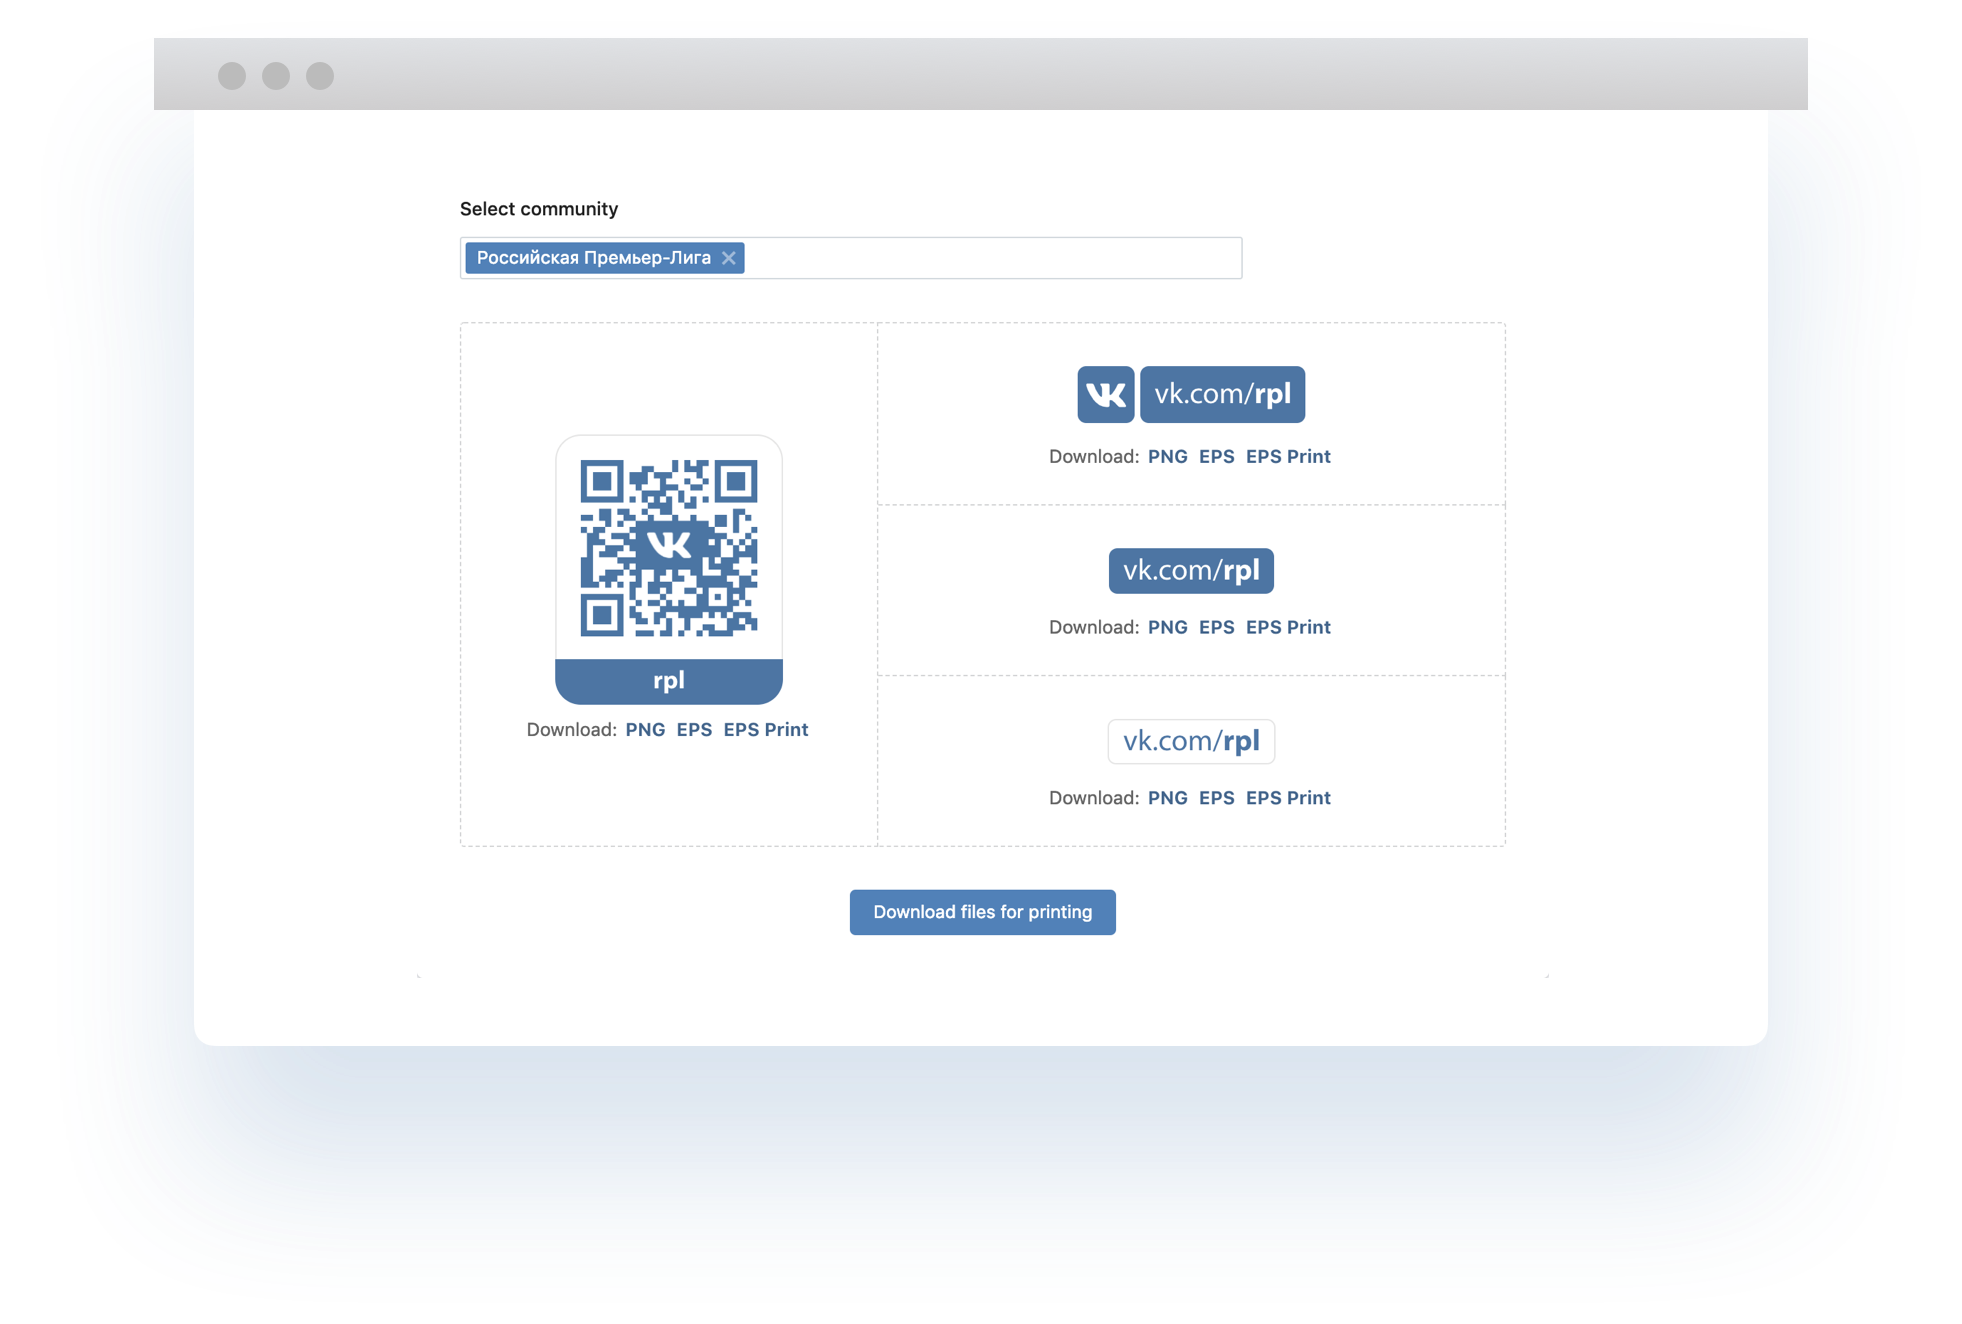 Select community
Российская Премьер-Лига
VK
rpl
Download: PNG EPS EPS Print
VK vk.com/rpl
Download: PNG EPS EPS Print
vk.com/rpl
Download: PNG EPS EPS Print
vk.com/rpl
Download: PNG EPS EPS Print
Download files for printing